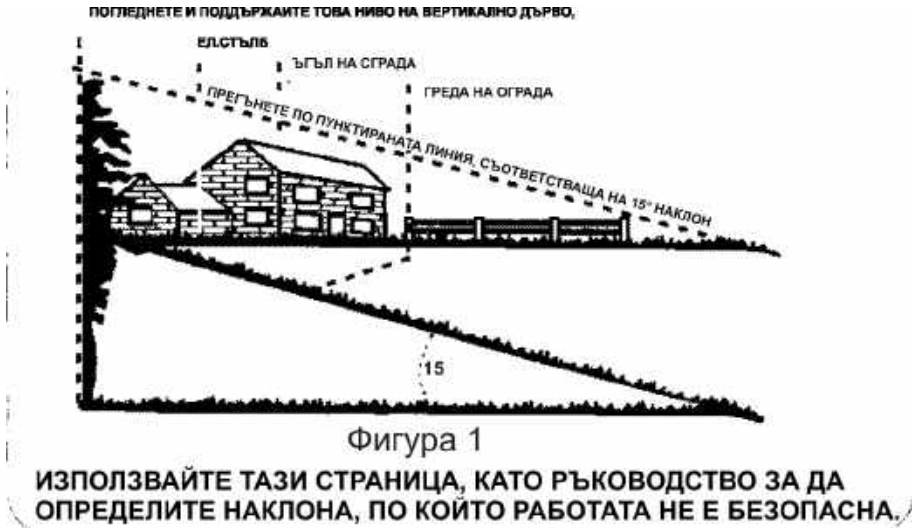 ПОГЛЕДНЕТЕ И ПОДДЪРЖАЙТЕ ТОВА НИВО НА ВЕРТИКАЛНО ДЪРВО,
ЕЛ.СТЪЛБ
ЪГЪЛ НА СГРАДА
ГРЕДА НА ОГРАДА
ПРЕГЪНЕТЕ ПО ПУНКТИРАНАТА ЛИНИЯ, СЪОТВЕТСТВАЩА НА 15° НАКЛОН
15
Фигура 1
ИЗПОЛЗВАЙТЕ ТАЗИ СТРАНИЦА, КАТО РЪКОВОДСТВО ЗА ДА
ОПРЕДЕЛИТЕ НАКЛОНА, ПО КОЙТО РАБОТАТА НЕ Е БЕЗОПАСНА.